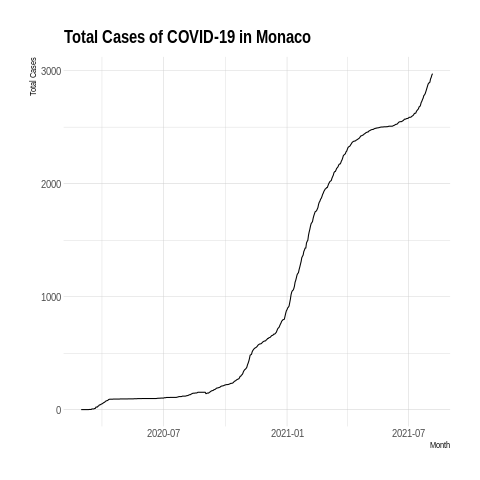 Total Cases of COVID-19 in Monaco
Total Cases
3000
2000
1000
0
2020-07
2021-01
2021-07
Month